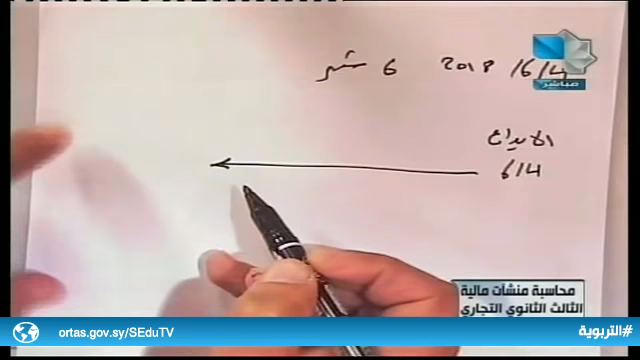 2018 /6/4 6 شهر
مباشر
الايداع
6/4
محاسبة منشآت مالية
الثالث الثانوي التجاري
ortas.gov.sy/SEduTV
#التربوية